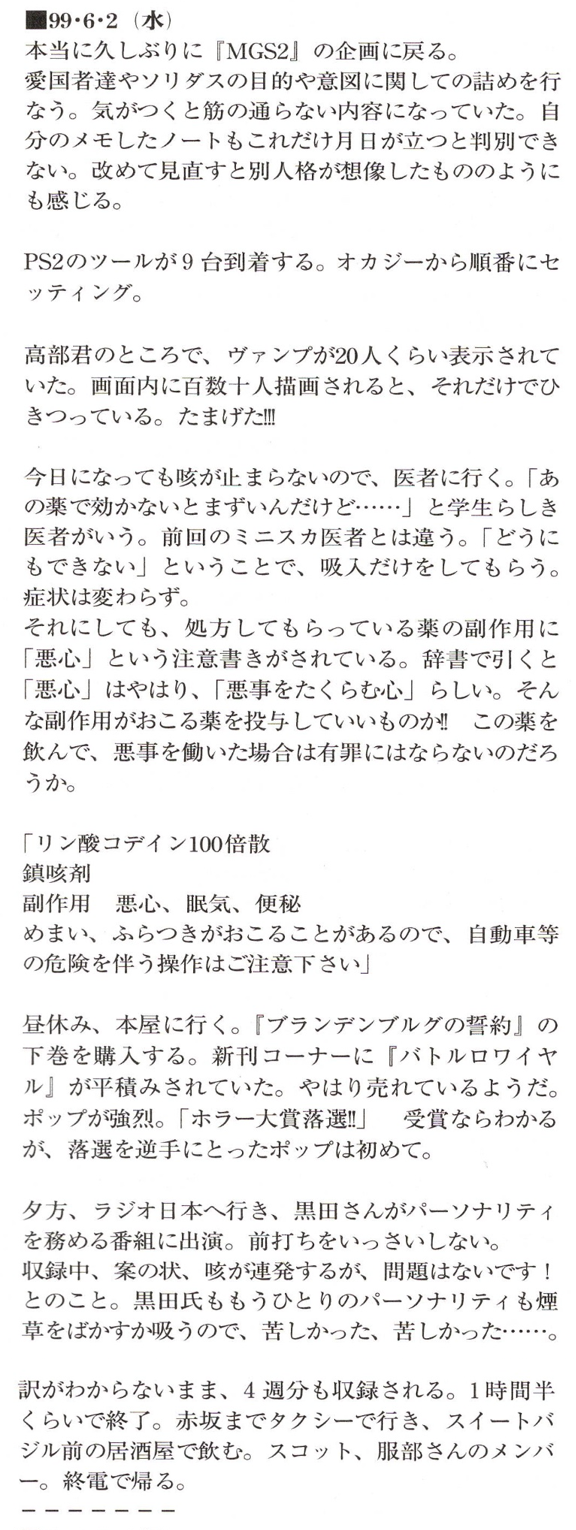 ■99・6・2（水）
本当に久しぶりに『MGS2』の企画に戻る。
愛国者達やソリダスの目的や意図に関しての詰めを行
なう。気がつくと筋の通らない内容になっていた。自
分のメモしたノートもこれだけ月日が立つと判別でき
ない。改めて見直すと別人格が想像したもののように
も感じる。

PS2のツールが9台到着する。オカジーから順番にセ
ッティング。

高部君のところで、ヴァンプが20人くらい表示されて
いた。画面内に百数十人描画されると、それだけでひ
きつっている。たまげた!!!

今日になっても咳が止まらないので、医者に行く。「あ
の薬で効かないとまずいんだけど……」と学生らしき
医者がいう。前回のミニスカ医者とは違う。「どうに
もできない」ということで、吸入だけをしてもらう。
症状は変わらず。
それにしても、処方してもらっている薬の副作用に
「悪心」という注意書きがされている。辞書で引くと
「悪心」はやはり、「悪事をたくらむ心」らしい。そん
な副作用がおこる薬を投与していいものか!!　この薬を
飲んで、悪事を働いた場合は有罪にはならないのだろ
うか。

「リン酸コデイン100倍散
鎮咳剤
副作用　悪心、眠気、便秘
めまい、ふらつきがおこることがあるので、自動車等
の危険を伴う操作はご注意下さい」

昼休み、本屋に行く。『ブランデンブルグの誓約』の
下巻を購入する。新刊コーナーに『バトルロワイヤ
ル』が平積みされていた。やはり売れているようだ。
ポップが強烈。「ホラー大賞落選!!」　受賞ならわかる
が、落選を逆手にとったポップは初めて。

夕方、ラジオ日本へ行き、黒田さんがパーソナリティ
を務める番組に出演。前打ちをいっさいしない。
収録中、案の状、咳が連発するが、問題はないです！
とのこと。黒田氏ももうひとりのパーソナリティも煙
草をばかすか吸うので、苦しかった、苦しかった……。

訳がわからないまま、4週分も収録される。1時間半
くらいで終了。赤坂までタクシーで行き、スイートバ
ジル前の居酒屋で飲む。スコット、服部さんのメンバ
ー。終電で帰る。
－－－－－－－